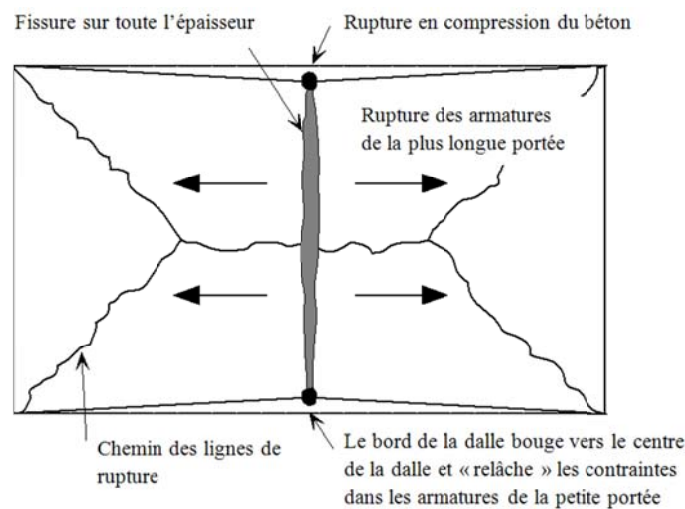 Fissure sur toute l’épaisseur
Rupture en compression du béton
Rupture des armatures
de la plus longue portée
Chemin des lignes de
rupture
Le bord de la dalle bouge vers le centre
de la dalle et « relâche » les contraintes
dans les armatures de la petite portée